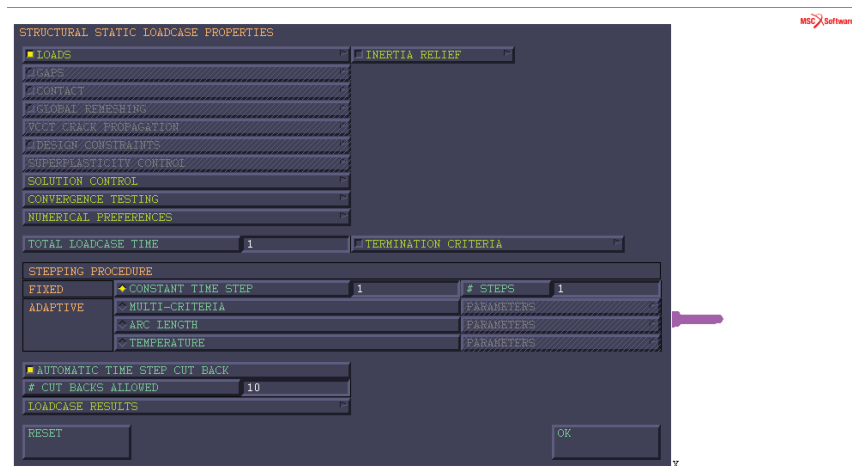 MSC Software
STRUCTURAL STATIC LOADCASE PROPERTIES
LOADS INERTIA RELIEF
GAPS
CONTACT
GLOBAL REMESHING
VCCT CRACK PROPAGATION
DESIGN CONSTRAINTS
SUPERPLASTICITY CONTROL
SOLUTION CONTROL
CONVERGENCE TESTING
NUMERICAL PREFERENCES
TOTAL LOADCASE TIME 1 TERMINATION CRITERIA
STEPPING PROCEDURE
FIXED CONSTANT TIME STEP 1 # STEPS 1
ADAPTIVE MULTI-CRITERIA PARAMETERS
ARC LENGTH PARAMETERS
TEMPERATURE PARAMETERS
AUTOMATIC TIME STEP CUT BACK
# CUT BACKS ALLOWED 10
LOADCASE RESULTS
RESET OK
x